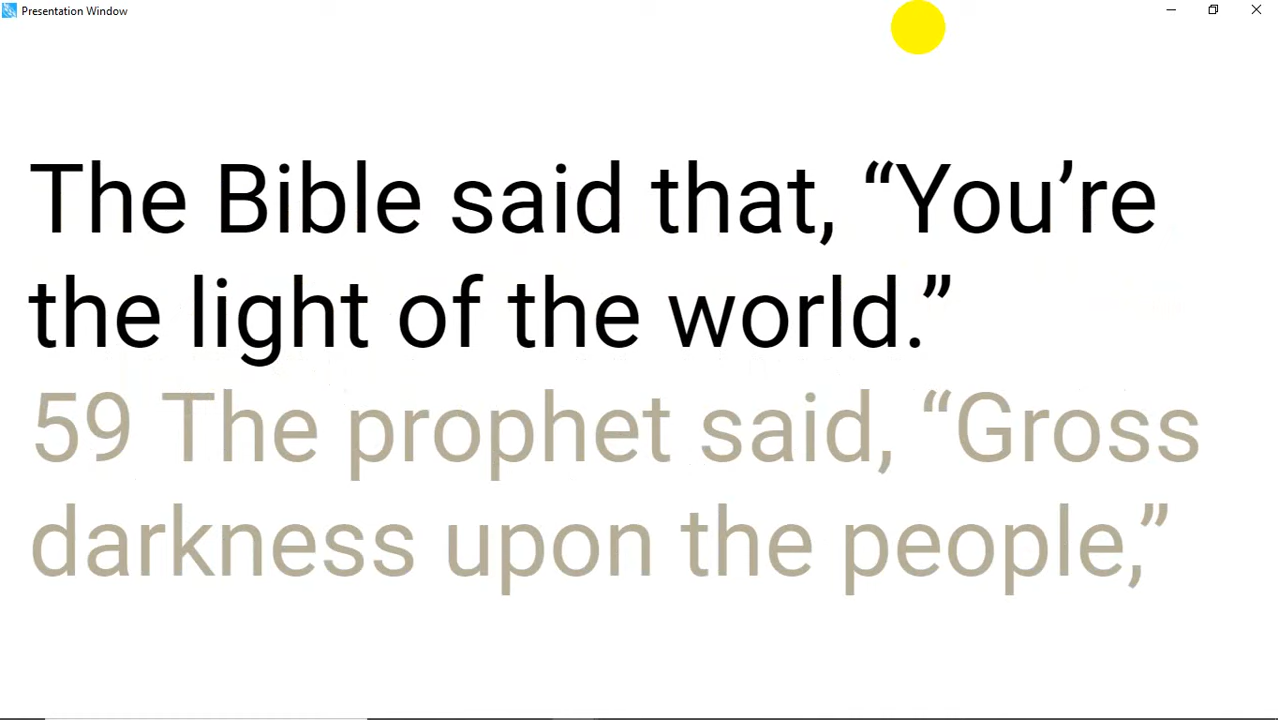 Presentation Window
The Bible said that, “You’re
the light of the world.”
59 The prophet said, “Gross
darkness upon the people,”